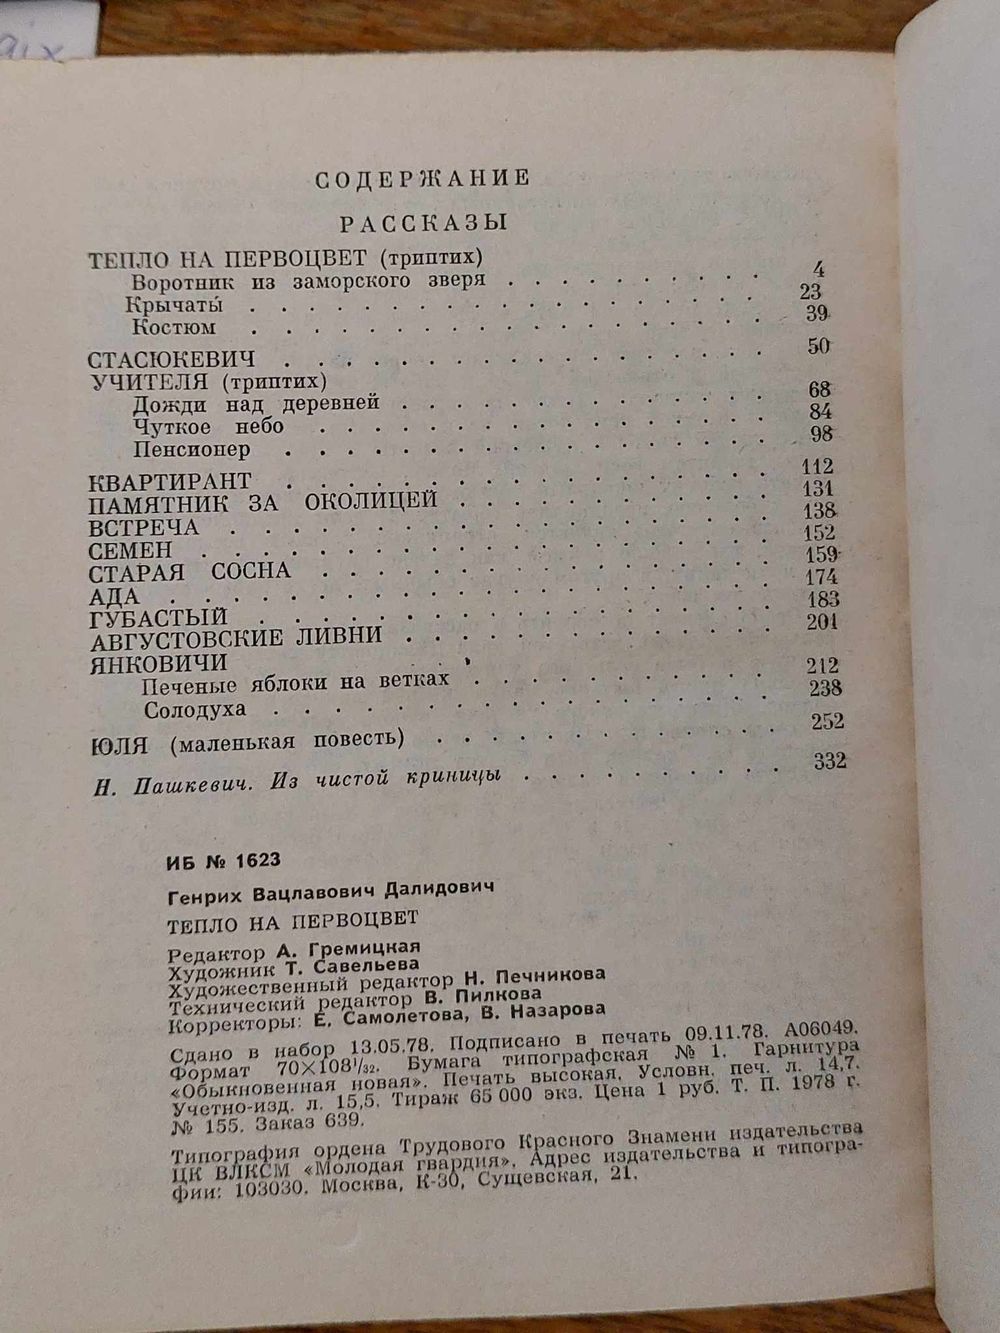 СОДЕРЖАНИЕ
РАССКАЗЫ
ТЕПЛО НА ПЕРВОЦВЕТ (триптих)
Воротник из заморского зверя . . . . . . . . 4
Крычаты́ . . . . . . . . . . . . . . . 23
Костюм . . . . . . . . . . . . . . . 39
СТАСЮКЕВИЧ . . . . . . . . . . . . . . 50
УЧИТЕЛЯ (триптих)
Дожди над деревней . . . . . . . . . . . 68
Чуткое небо . . . . . . . . . . . . . 84
Пенсионер . . . . . . . . . . . . . . 98
КВАРТИРАНТ . . . . . . . . . . . . . . 112
ПАМЯТНИК ЗА ОКОЛИЦЕЙ . . . . . . . . . 131
ВСТРЕЧА . . . . . . . . . . . . . . . . 138
СЕМЕН . . . . . . . . . . . . . . . . . 152
СТАРАЯ СОСНА . . . . . . . . . . . . . 159
АДА . . . . . . . . . . . . . . . . . . 174
ГУБАСТЫЙ . . . . . . . . . . . . . . . 183
АВГУСТОВСКИЕ ЛИВНИ . . . . . . . . . . 201
ЯНКОВИЧИ
Печеные яблоки на ветках . . . . . . . . . 212
Солодуха . . . . . . . . . . . . . . . 238
ЮЛЯ (маленькая повесть) . . . . . . . . . . 252
Н. Пашкевич. Из чистой криницы . . . . . . . . 332
ИБ № 1623
Генрих Вацлавович Далидович
ТЕПЛО НА ПЕРВОЦВЕТ
Редактор А. Гремицкая
Художник Т. Савельева
Художественный редактор Н. Печникова
Технический редактор В. Пилкова
Корректоры: Е. Самолетова, В. Назарова
Сдано в набор 13.05.78. Подписано в печать 09.11.78. А06049.
Формат 70×108¹/₃₂. Бумага типографская № 1. Гарнитура
«Обыкновенная новая». Печать высокая. Условн. печ. л. 14,7.
Учетно-изд. л. 15,5. Тираж 65 000 экз. Цена 1 руб. Т. П. 1978 г.
№ 155. Заказ 639.
Типография ордена Трудового Красного Знамени издательства
ЦК ВЛКСМ «Молодая гвардия». Адрес издательства и типогра-
фии: 103030. Москва, К-30, Сущевская, 21.